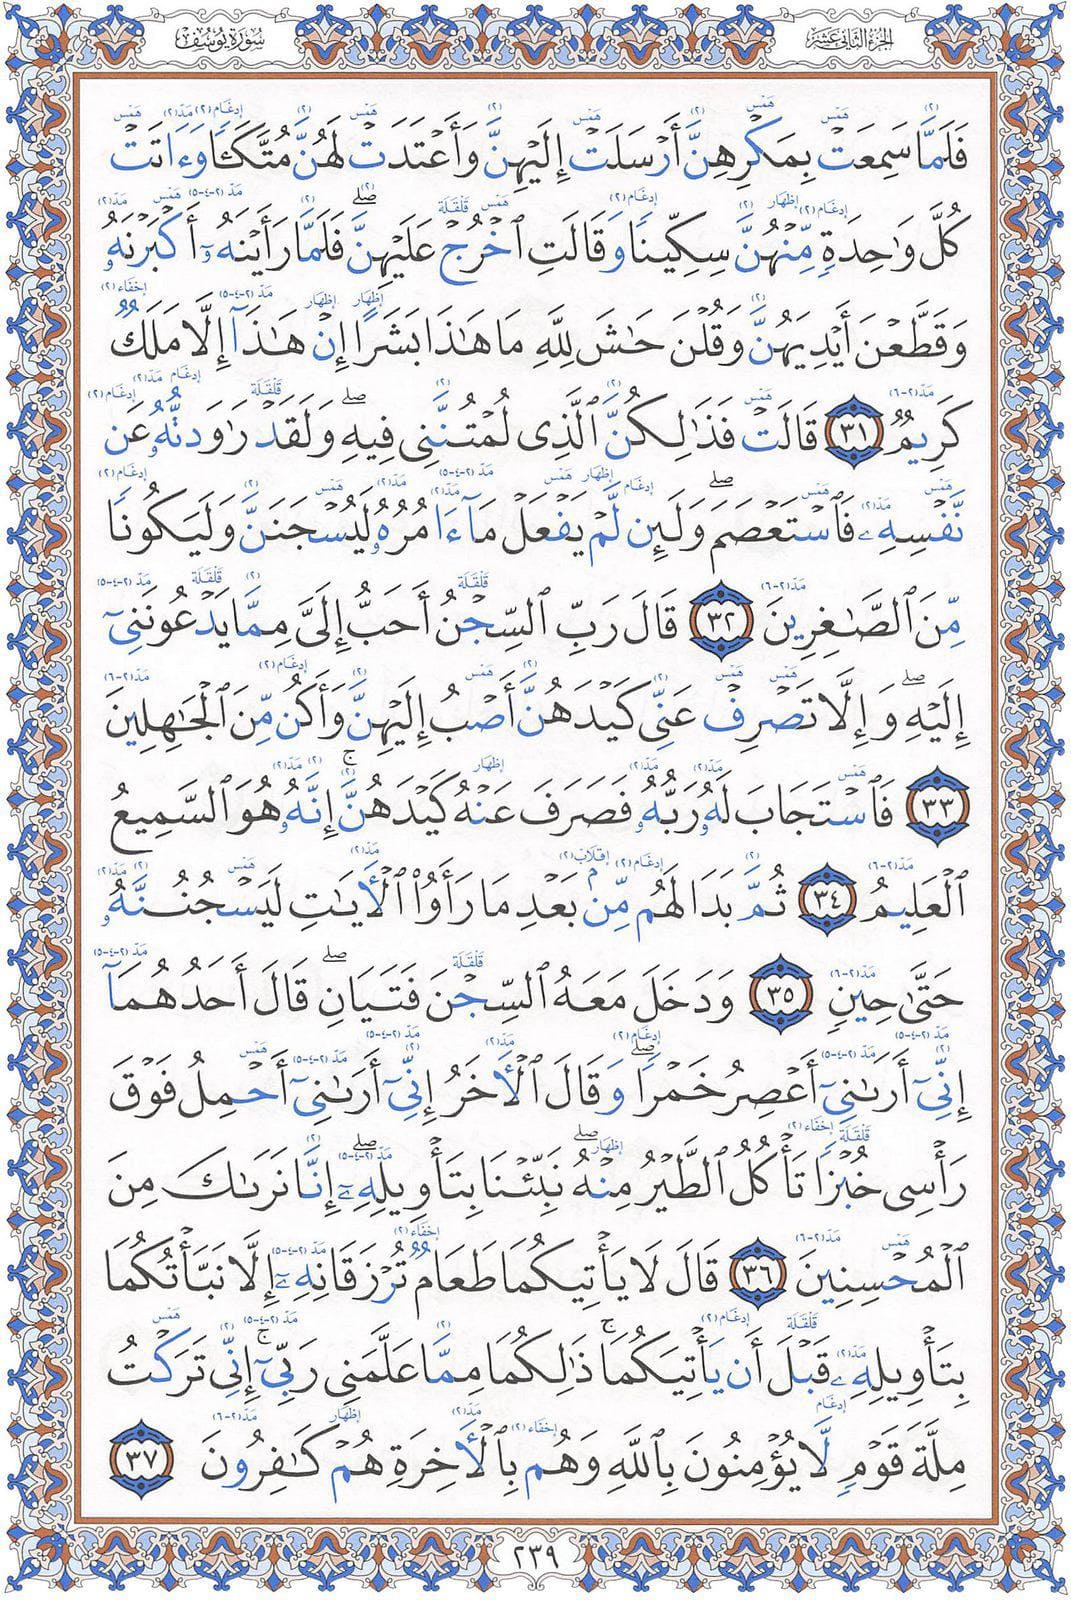 الجزء الثاني عشر
سورة يوسف
فَلَمَّا سَمِعَتْ بِمَكْرِهِنَّ أَرْسَلَتْ إِلَيْهِنَّ وَأَعْتَدَتْ لَهُنَّ مُتَّكَـًٔا وَءَاتَتْ
كُلَّ وَٰحِدَةٍ مِّنْهُنَّ سِكِّينًا وَقَالَتِ ٱخْرُجْ عَلَيْهِنَّ ۖ فَلَمَّا رَأَيْنَهُۥٓ أَكْبَرْنَهُۥ
وَقَطَّعْنَ أَيْدِيَهُنَّ وَقُلْنَ حَـٰشَ لِلَّهِ مَا هَـٰذَا بَشَرًا إِنْ هَـٰذَآ إِلَّا مَلَكٌ
كَرِيمٌ ٣١ قَالَتْ فَذَٰلِكُنَّ ٱلَّذِى لُمْتُنَّنِى فِيهِ ۖ وَلَقَدْ رَٰوَدتُّهُۥ عَن
نَّفْسِهِۦ فَٱسْتَعْصَمَ ۖ وَلَئِن لَّمْ يَفْعَلْ مَآ ءَامُرُهُۥ لَيُسْجَنَنَّ وَلَيَكُونًا
مِّنَ ٱلصَّـٰغِرِينَ ٣٢ قَالَ رَبِّ ٱلسِّجْنُ أَحَبُّ إِلَىَّ مِمَّا يَدْعُونَنِىٓ
إِلَيْهِ ۖ وَإِلَّا تَصْرِفْ عَنِّى كَيْدَهُنَّ أَصْبُ إِلَيْهِنَّ وَأَكُن مِّنَ ٱلْجَـٰهِلِينَ
٣٣ فَٱسْتَجَابَ لَهُۥ رَبُّهُۥ فَصَرَفَ عَنْهُ كَيْدَهُنَّ ۚ إِنَّهُۥ هُوَ ٱلسَّمِيعُ
ٱلْعَلِيمُ ٣٤ ثُمَّ بَدَا لَهُم مِّنۢ بَعْدِ مَا رَأَوُا۟ ٱلْـَٔايَـٰتِ لَيَسْجُنُنَّهُۥ
حَتَّىٰ حِينٍ ٣٥ وَدَخَلَ مَعَهُ ٱلسِّجْنَ فَتَيَانِ ۖ قَالَ أَحَدُهُمَآ
إِنِّىٓ أَرَىٰنِىٓ أَعْصِرُ خَمْرًا ۖ وَقَالَ ٱلْـَٔاخَرُ إِنِّىٓ أَرَىٰنِىٓ أَحْمِلُ فَوْقَ
رَأْسِى خُبْزًا تَأْكُلُ ٱلطَّيْرُ مِنْهُ ۖ نَبِّئْنَا بِتَأْوِيلِهِۦٓ ۖ إِنَّا نَرَىٰكَ مِنَ
ٱلْمُحْسِنِينَ ٣٦ قَالَ لَا يَأْتِيكُمَا طَعَامٌ تُرْزَقَانِهِۦٓ إِلَّا نَبَّأْتُكُمَا
بِتَأْوِيلِهِۦ قَبْلَ أَن يَأْتِيَكُمَا ۚ ذَٰلِكُمَا مِمَّا عَلَّمَنِى رَبِّىٓ ۚ إِنِّى تَرَكْتُ
مِلَّةَ قَوْمٍ لَّا يُؤْمِنُونَ بِٱللَّهِ وَهُم بِٱلْـَٔاخِرَةِ هُمْ كَـٰفِرُونَ ٣٧
٢٣٩